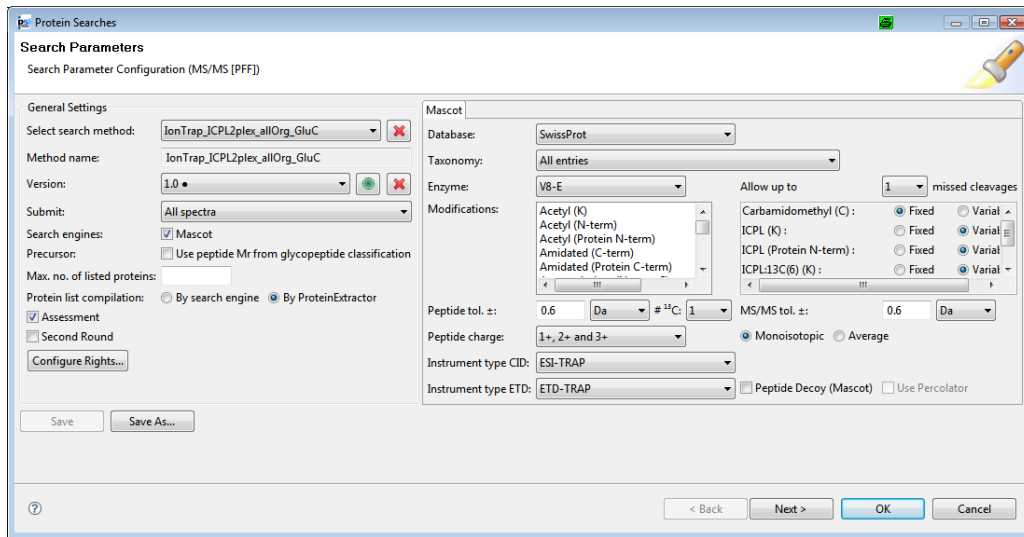 Protein Searches
Search Parameters
Search Parameter Configuration (MS/MS [PFF])
General Settings
Select search method: IonTrap_ICPL2plex_allOrg_GluC
Method name: IonTrap_ICPL2plex_allOrg_GluC
Version: 1.0 ●
Submit: All spectra
Search engines: Mascot
Precursor: Use peptide Mr from glycopeptide classification
Max. no. of listed proteins:
Protein list compilation: By search engine By ProteinExtractor
Assessment
Second Round
Configure Rights...
Save Save As...
Mascot
Database: SwissProt
Taxonomy: All entries
Enzyme: V8-E Allow up to 1 missed cleavages
Modifications:
Acetyl (K)
Acetyl (N-term)
Acetyl (Protein N-term)
Amidated (C-term)
Amidated (Protein C-term)
Carbamidomethyl (C) : Fixed Variabl
ICPL (K) : Fixed Variabl
ICPL (Protein N-term) : Fixed Variabl
ICPL:13C(6) (K) : Fixed Variabl
Peptide tol. ±: 0.6 Da # ¹³C: 1 MS/MS tol. ±: 0.6 Da
Peptide charge: 1+, 2+ and 3+ Monoisotopic Average
Instrument type CID: ESI-TRAP
Instrument type ETD: ETD-TRAP Peptide Decoy (Mascot) Use Percolator
< Back Next > OK Cancel